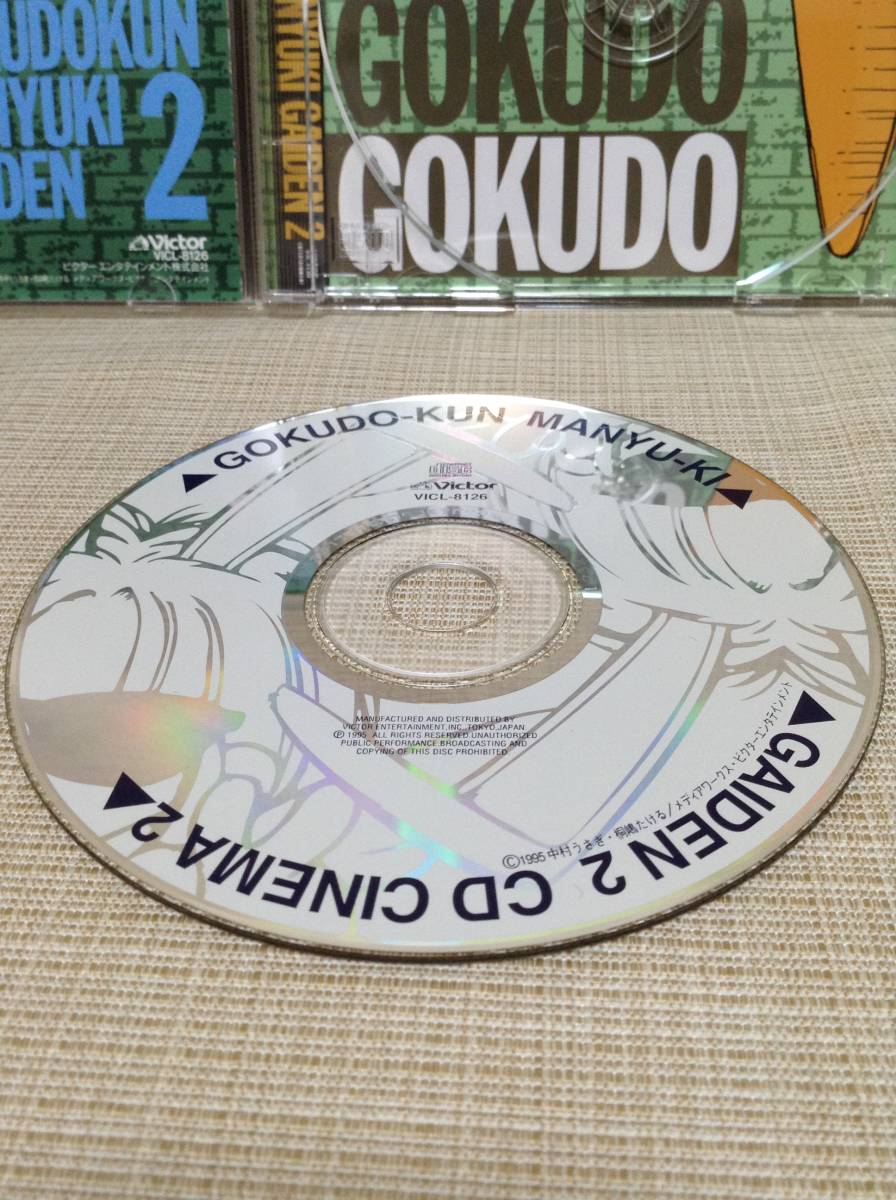 UDOKUN
NYUKI
DEN 2
Victor
VICL-8126
ビクターエンタテインメント株式会社
NYUKI GAIDEN 2
GOKUDO
GOKUDO
GOKUDO-KUN MANYU-KI
Victor
VICL-8126
MANUFACTURED AND DISTRIBUTED BY
VICTOR ENTERTAINMENT, INC., TOKYO, JAPAN
Ⓟ 1995 ALL RIGHTS RESERVED UNAUTHORIZED
PUBLIC PERFORMANCE BROADCASTING AND
COPYING OF THIS DISC PROHIBITED
©1995 中村うさぎ・桐嶋たける/メディアワークス・ビクターエンタテインメント
GAIDEN 2 CD CINEMA 2